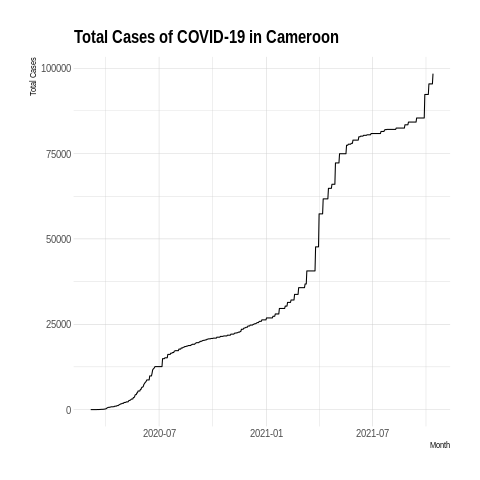 Total Cases of COVID-19 in Cameroon
Total Cases
100000
75000
50000
25000
0
2020-07
2021-01
2021-07
Month